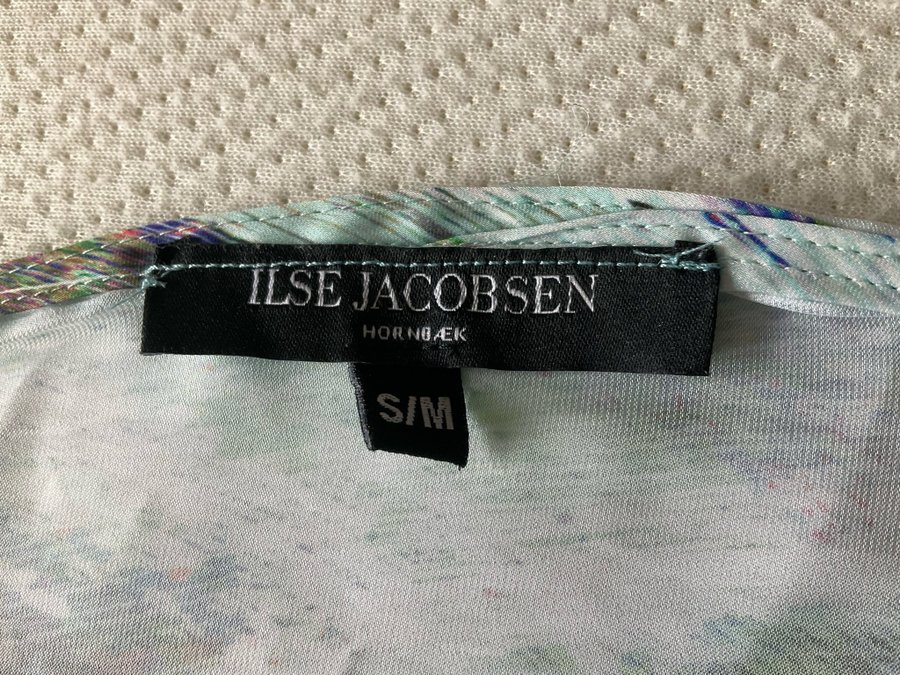 ILSE JACOBSEN
HORNBÆK
S/M